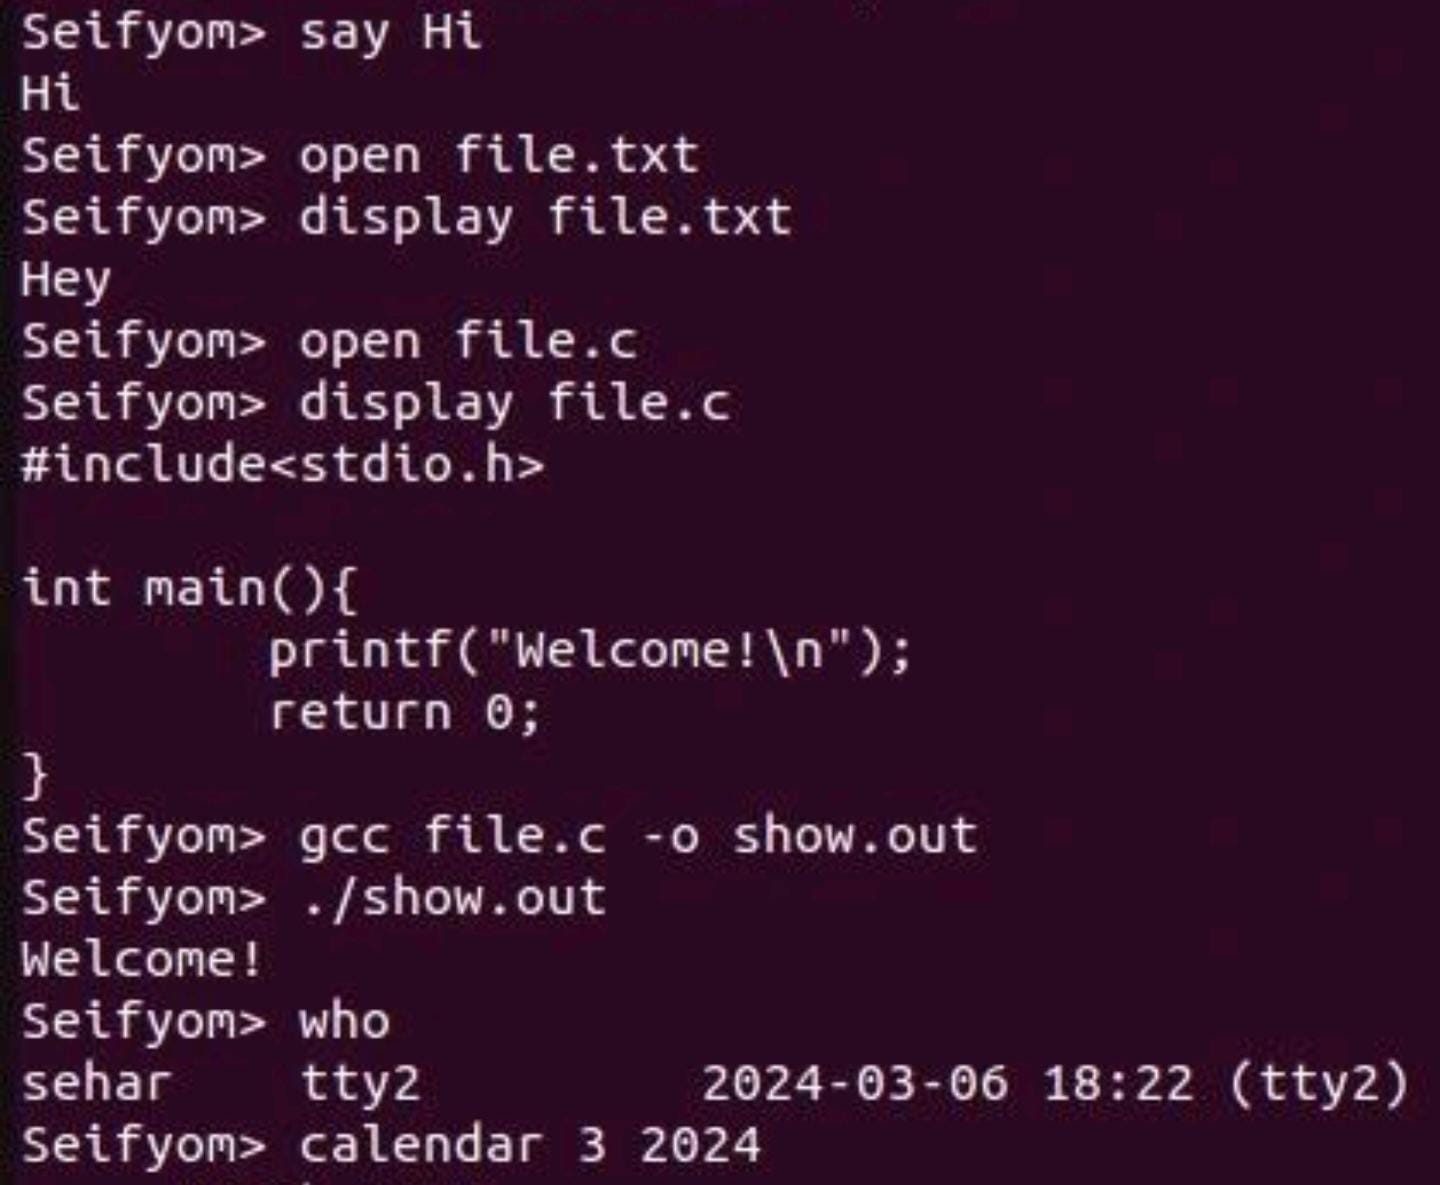 Seifyom> say Hi
Hi
Seifyom> open file.txt
Seifyom> display file.txt
Hey
Seifyom> open file.c
Seifyom> display file.c
#include<stdio.h>

int main(){
        printf("Welcome!\n");
        return 0;
}
Seifyom> gcc file.c -o show.out
Seifyom> ./show.out
Welcome!
Seifyom> who
sehar    tty2         2024-03-06 18:22 (tty2)
Seifyom> calendar 3 2024